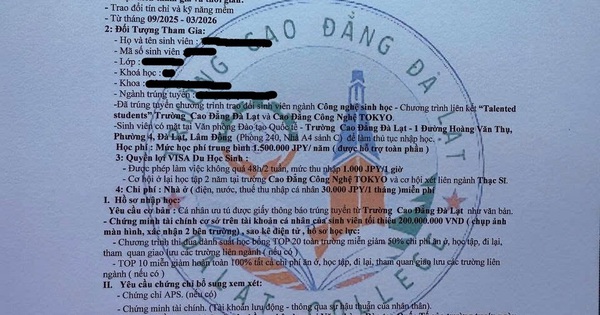 - Trao đổi tín chỉ và kỹ năng mềm
- Từ tháng 09/2025 - 03/2026
2: Đối Tượng Tham Gia:
- Họ và tên sinh viên :
- Mã số sinh viên :
- Lớp :
- Khoá học :
- Khoa :
- Ngành trúng tuyển :
-Đã trúng tuyển chương trình trao đổi sinh viên ngành Công nghệ sinh học - Chương trình liên kết “Talented
students” Trường Cao Đẳng Đà Lạt và Cao Đẳng Công Nghệ TOKYO.
-Sinh viên có mặt tại Văn phòng Đào tạo Quốc tế - Trường Cao Đẳng Đà Lạt - 1 Đường Hoàng Văn Thụ,
Phường 4, Đà Lạt, Lâm Đồng (Phòng 240, Nhà A4 sảnh C) để làm thủ tục nhập học.
Học phí : Mức học phí trung bình 1.500.000 JPY/ năm ( được hỗ trợ toàn phần )
3: Quyền lợi VISA Du Học Sinh :
- Được phép làm việc không quá 48h/2 tuần, mức thu nhập 1.000 JPY/1 giờ
- Cơ hội ở lại học tập 2 năm tại trường Cao Đẳng Công Nghệ TOKYO và cơ hội xét liên ngành Thạc Sĩ.
4: Chi phí : Nhà ở ( điện, nước, thuế thu nhập cá nhân 30.000 JPY/1 tháng )miễn phí
I. Hồ sơ nhập học:
Yêu cầu cơ bản : Cá nhân ưu tú được giấy thông báo trúng tuyển từ Trường Cao Đẳng Đà Lạt như văn bản.
- Chứng minh tài chính cơ sở trên tài khoản cá nhân của sinh viên tối thiểu 200,000,000 VND ( chụp ảnh
màn hình, xác nhận 2 bên trường) , sao kê điện tử , hồ sơ học lực:
- Chương trình thi đua dành suất học bổng TOP 20 toàn trường miễn giảm 50% chi phí ăn ở, học tập, đi lại,
tham quan giao lưu các trường liên ngành ( nếu có )
- TOP 10 miễn giảm hoàn toàn 100% tất cả chi phí ăn ở, học tập, đi lại, tham quan giao lưu các trường liên
ngành ( nếu có )
II. Yêu cầu chứng chỉ bổ sung xem xét:
- Chứng chỉ APS. (nếu có)
- Chứng minh tài chính. (Tài khoản lưu động - thông qua sự hậu thuẫn của nhân thân).